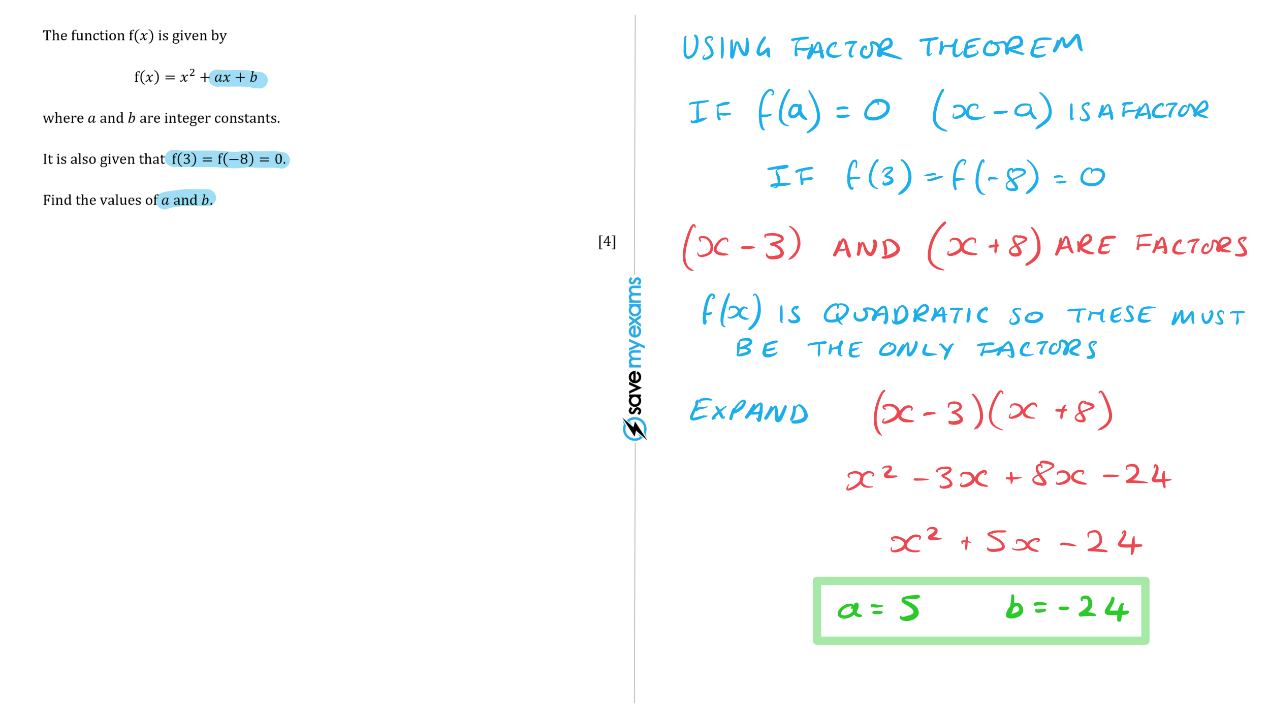 The function f(x) is given by
f(x) = x² + ax + b
where a and b are integer constants.
It is also given that f(3) = f(−8) = 0.
Find the values of a and b.
[4]
savemyexams
USING FACTOR THEOREM
IF f(a) = 0 (x − a) IS A FACTOR
IF f(3) = f(−8) = 0
(x − 3) AND (x + 8) ARE FACTORS
f(x) IS QUADRATIC SO THESE MUST
BE THE ONLY FACTORS
EXPAND (x − 3)(x + 8)
x² − 3x + 8x − 24
x² + 5x − 24
a = 5 b = −24